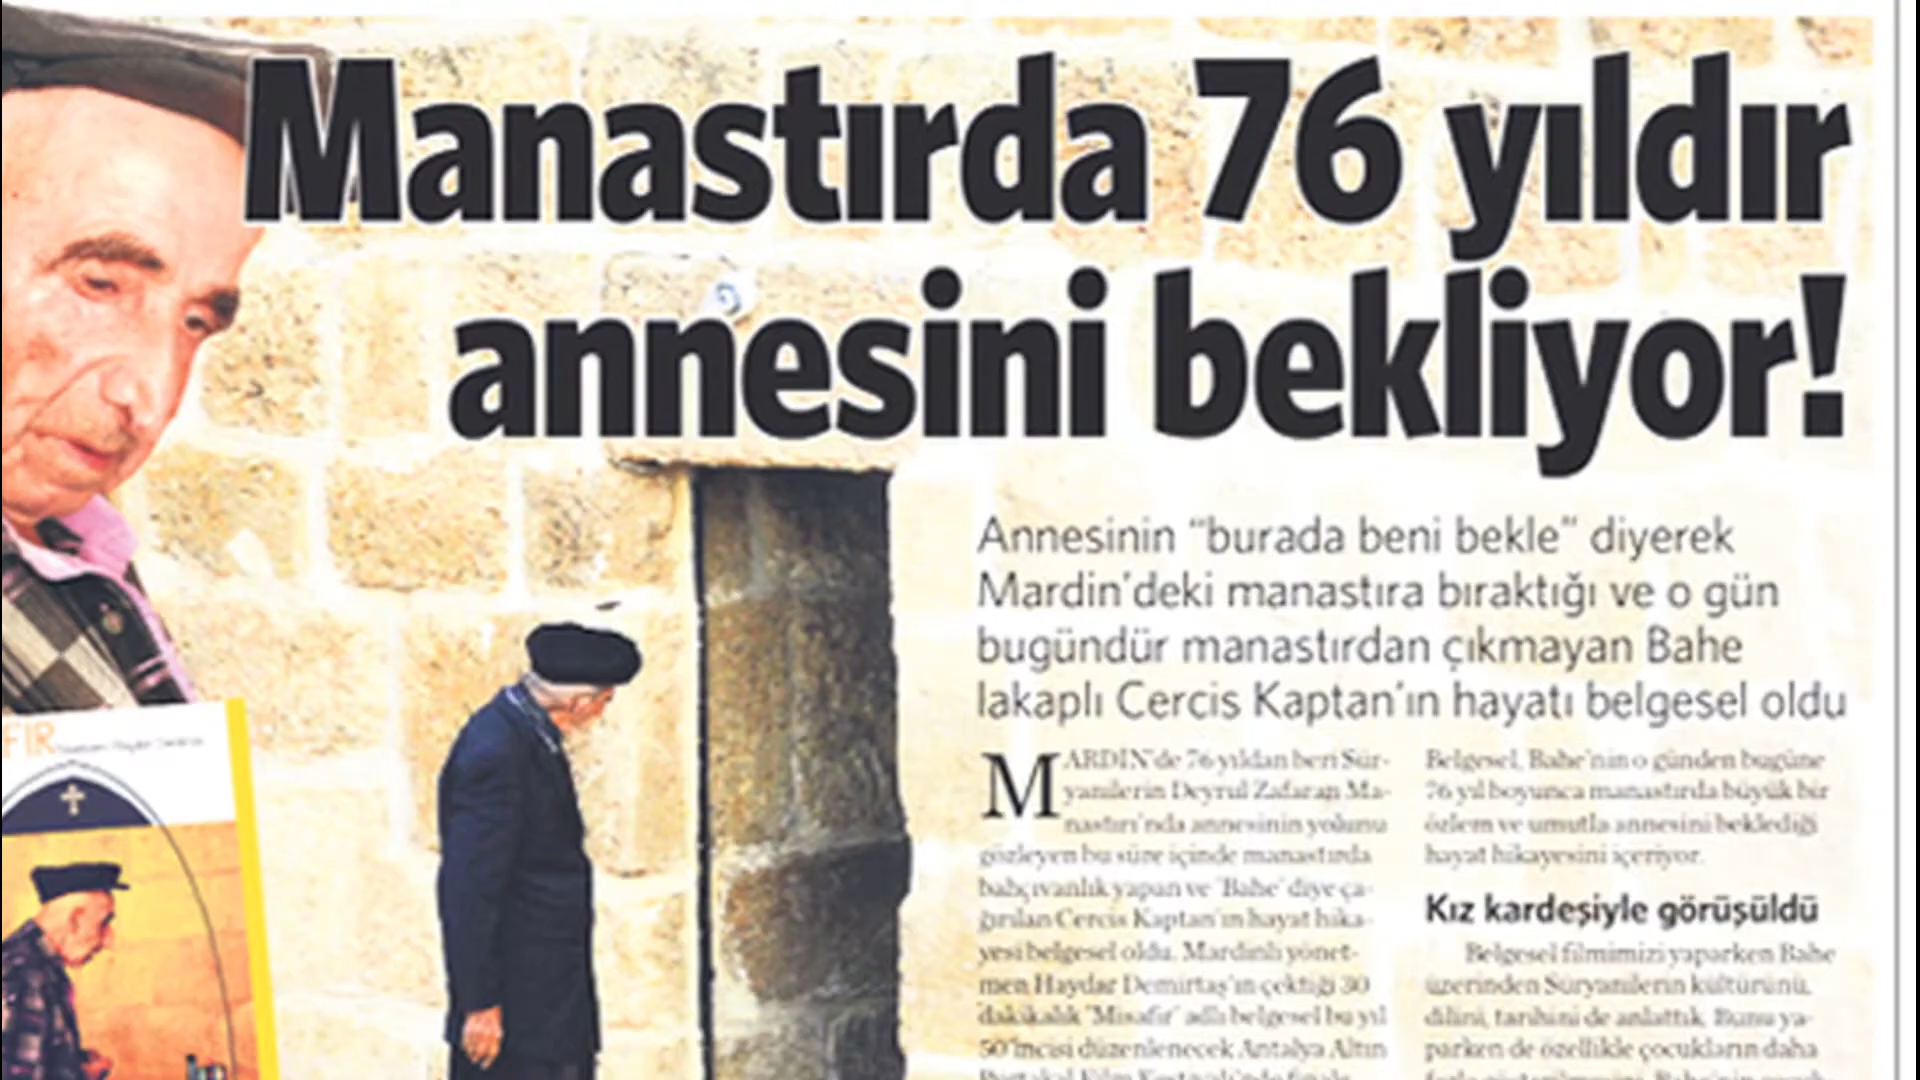 Manastırda 76 yıldır
annesini bekliyor!
Annesinin “burada beni bekle” diyerek
Mardin'deki manastıra bıraktığı ve o gün
bugündür manastırdan çıkmayan Bahe
lakaplı Cercis Kaptan'ın hayatı belgesel oldu
MARDİN'de 76 yıldan beri Sür-
yanilerin Deyrul Zafaran Ma-
nastırı'nda annesinin yolunu
gözleyen bu süre içinde manastırda
bahçıvanlık yapan ve 'Bahe' diye ça-
ğırılan Cercis Kaptan'ın hayat hika-
yesi belgesel oldu. Mardinli yönet-
men Haydar Demirtaş'ın çektiği 30
dakikalık 'Misafir' adlı belgesel bu yıl
50'incisi düzenlenecek Antalya Altın
Portakal Film Festivali'nde
Belgesel, Bahe'nin o günden bugüne
76 yıl boyunca manastırda büyük bir
özlem ve umutla annesini beklediği
hayat hikayesini içeriyor.
Kız kardeşiyle görüşüldü
Belgesel filmimizi yaparken Bahe
üzerinden Süryanilerin kültürünü,
dilini, tarihini de anlattık. Bunu ya-
parken de özellikle çocukların daha
FIR